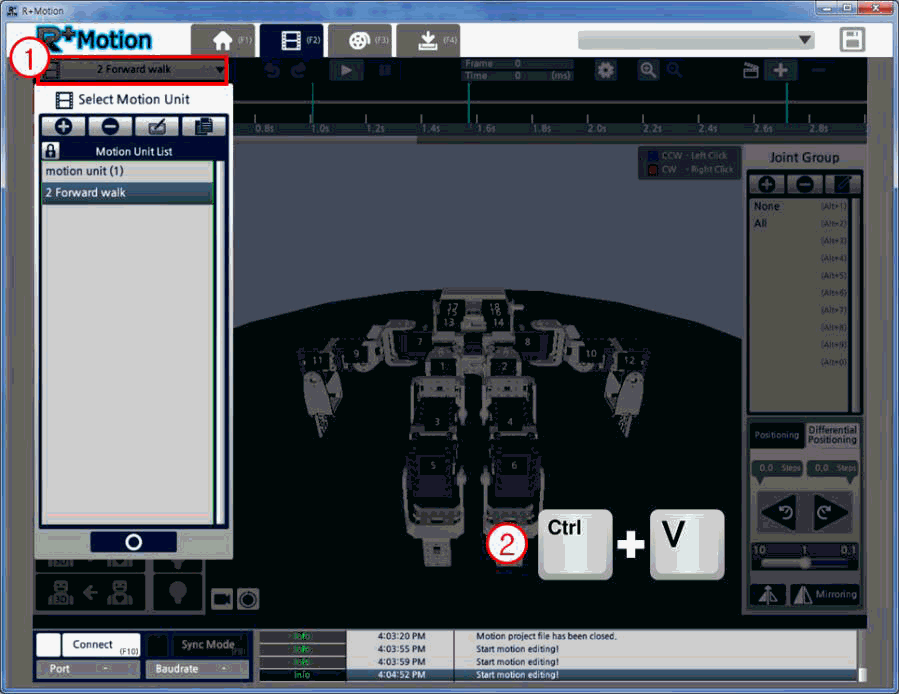 R+Motion
R+Motion
(F1)
(F2)
(F3)
(F4)
1
2 Forward walk
Frame 0
Time 0 (ms)
Select Motion Unit
Motion Unit List
motion unit (1)
2 Forward walk
0.8s 1.0s 1.2s 1.4s 1.6s 1.8s 2.0s 2.2s 2.4s 2.6s 2.8s
CCW - Left Click
CW - Right Click
Joint Group
None (Alt+1)
All (Alt+2)
(Alt+3)
(Alt+4)
(Alt+5)
(Alt+6)
(Alt+7)
(Alt+8)
(Alt+9)
(Alt+0)
17 18
15 16
13 14
7 8
11 9 10 12
1 2
3 4
5 6
Positioning
Differential
Positioning
0,0 Steps 0,0 Steps
10 1 0,1
Mirroring
2
Ctrl + V
3D
3D
Connect (F10)
Sync Mode
Port -
Baudrate -
Info 4:03:20 PM Motion project file has been closed.
Info 4:03:55 PM Start motion editing!
Info 4:03:59 PM Start motion editing!
Info 4:04:52 PM Start motion editing!